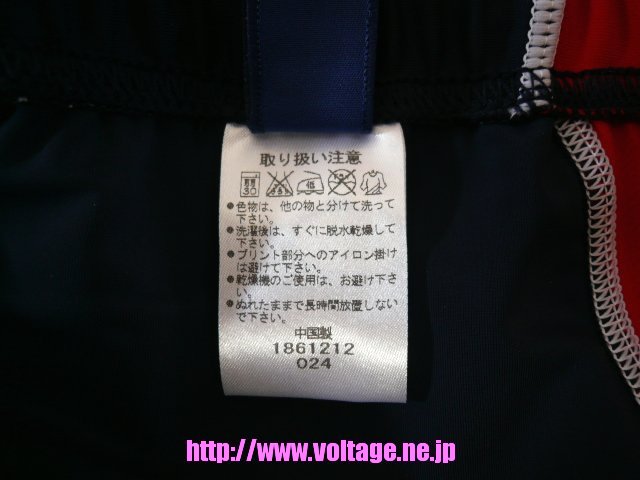 取り扱い注意
30
低
●色物は、他の物と分けて洗って
下さい。
●洗濯後は、すぐに脱水乾燥して
下さい。
●プリント部分へのアイロン掛け
は避けて下さい。
●乾燥機のご使用は、お避け下さ
い。
●ぬれたままで長時間放置しない
で下さい。
中国製
1861212
024
http://www.voltage.ne.jp